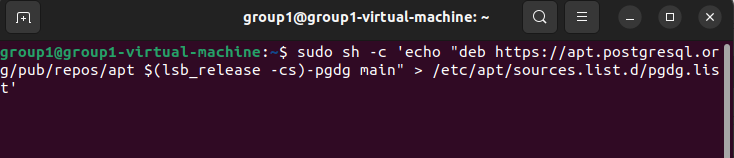 group1@group1-virtual-machine: ~
group1@group1-virtual-machine:~$ sudo sh -c 'echo "deb https://apt.postgresql.or
g/pub/repos/apt $(lsb_release -cs)-pgdg main" > /etc/apt/sources.list.d/pgdg.lis
t'